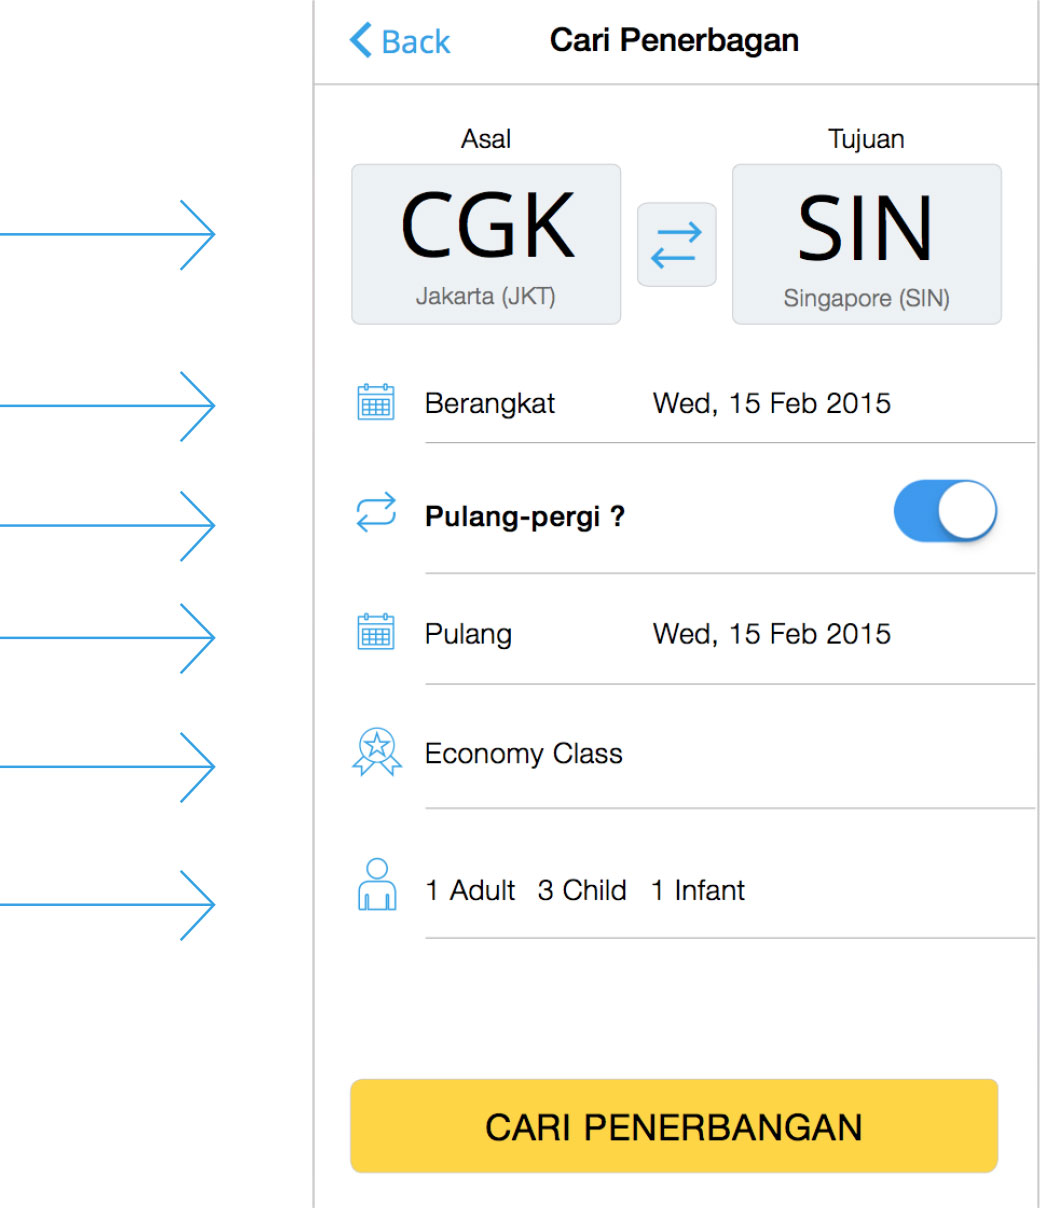 Back Cari Penerbagan
Asal Tujuan
CGK SIN
Jakarta (JKT) Singapore (SIN)
Berangkat Wed, 15 Feb 2015
Pulang-pergi ?
Pulang Wed, 15 Feb 2015
Economy Class
1 Adult 3 Child 1 Infant
CARI PENERBANGAN